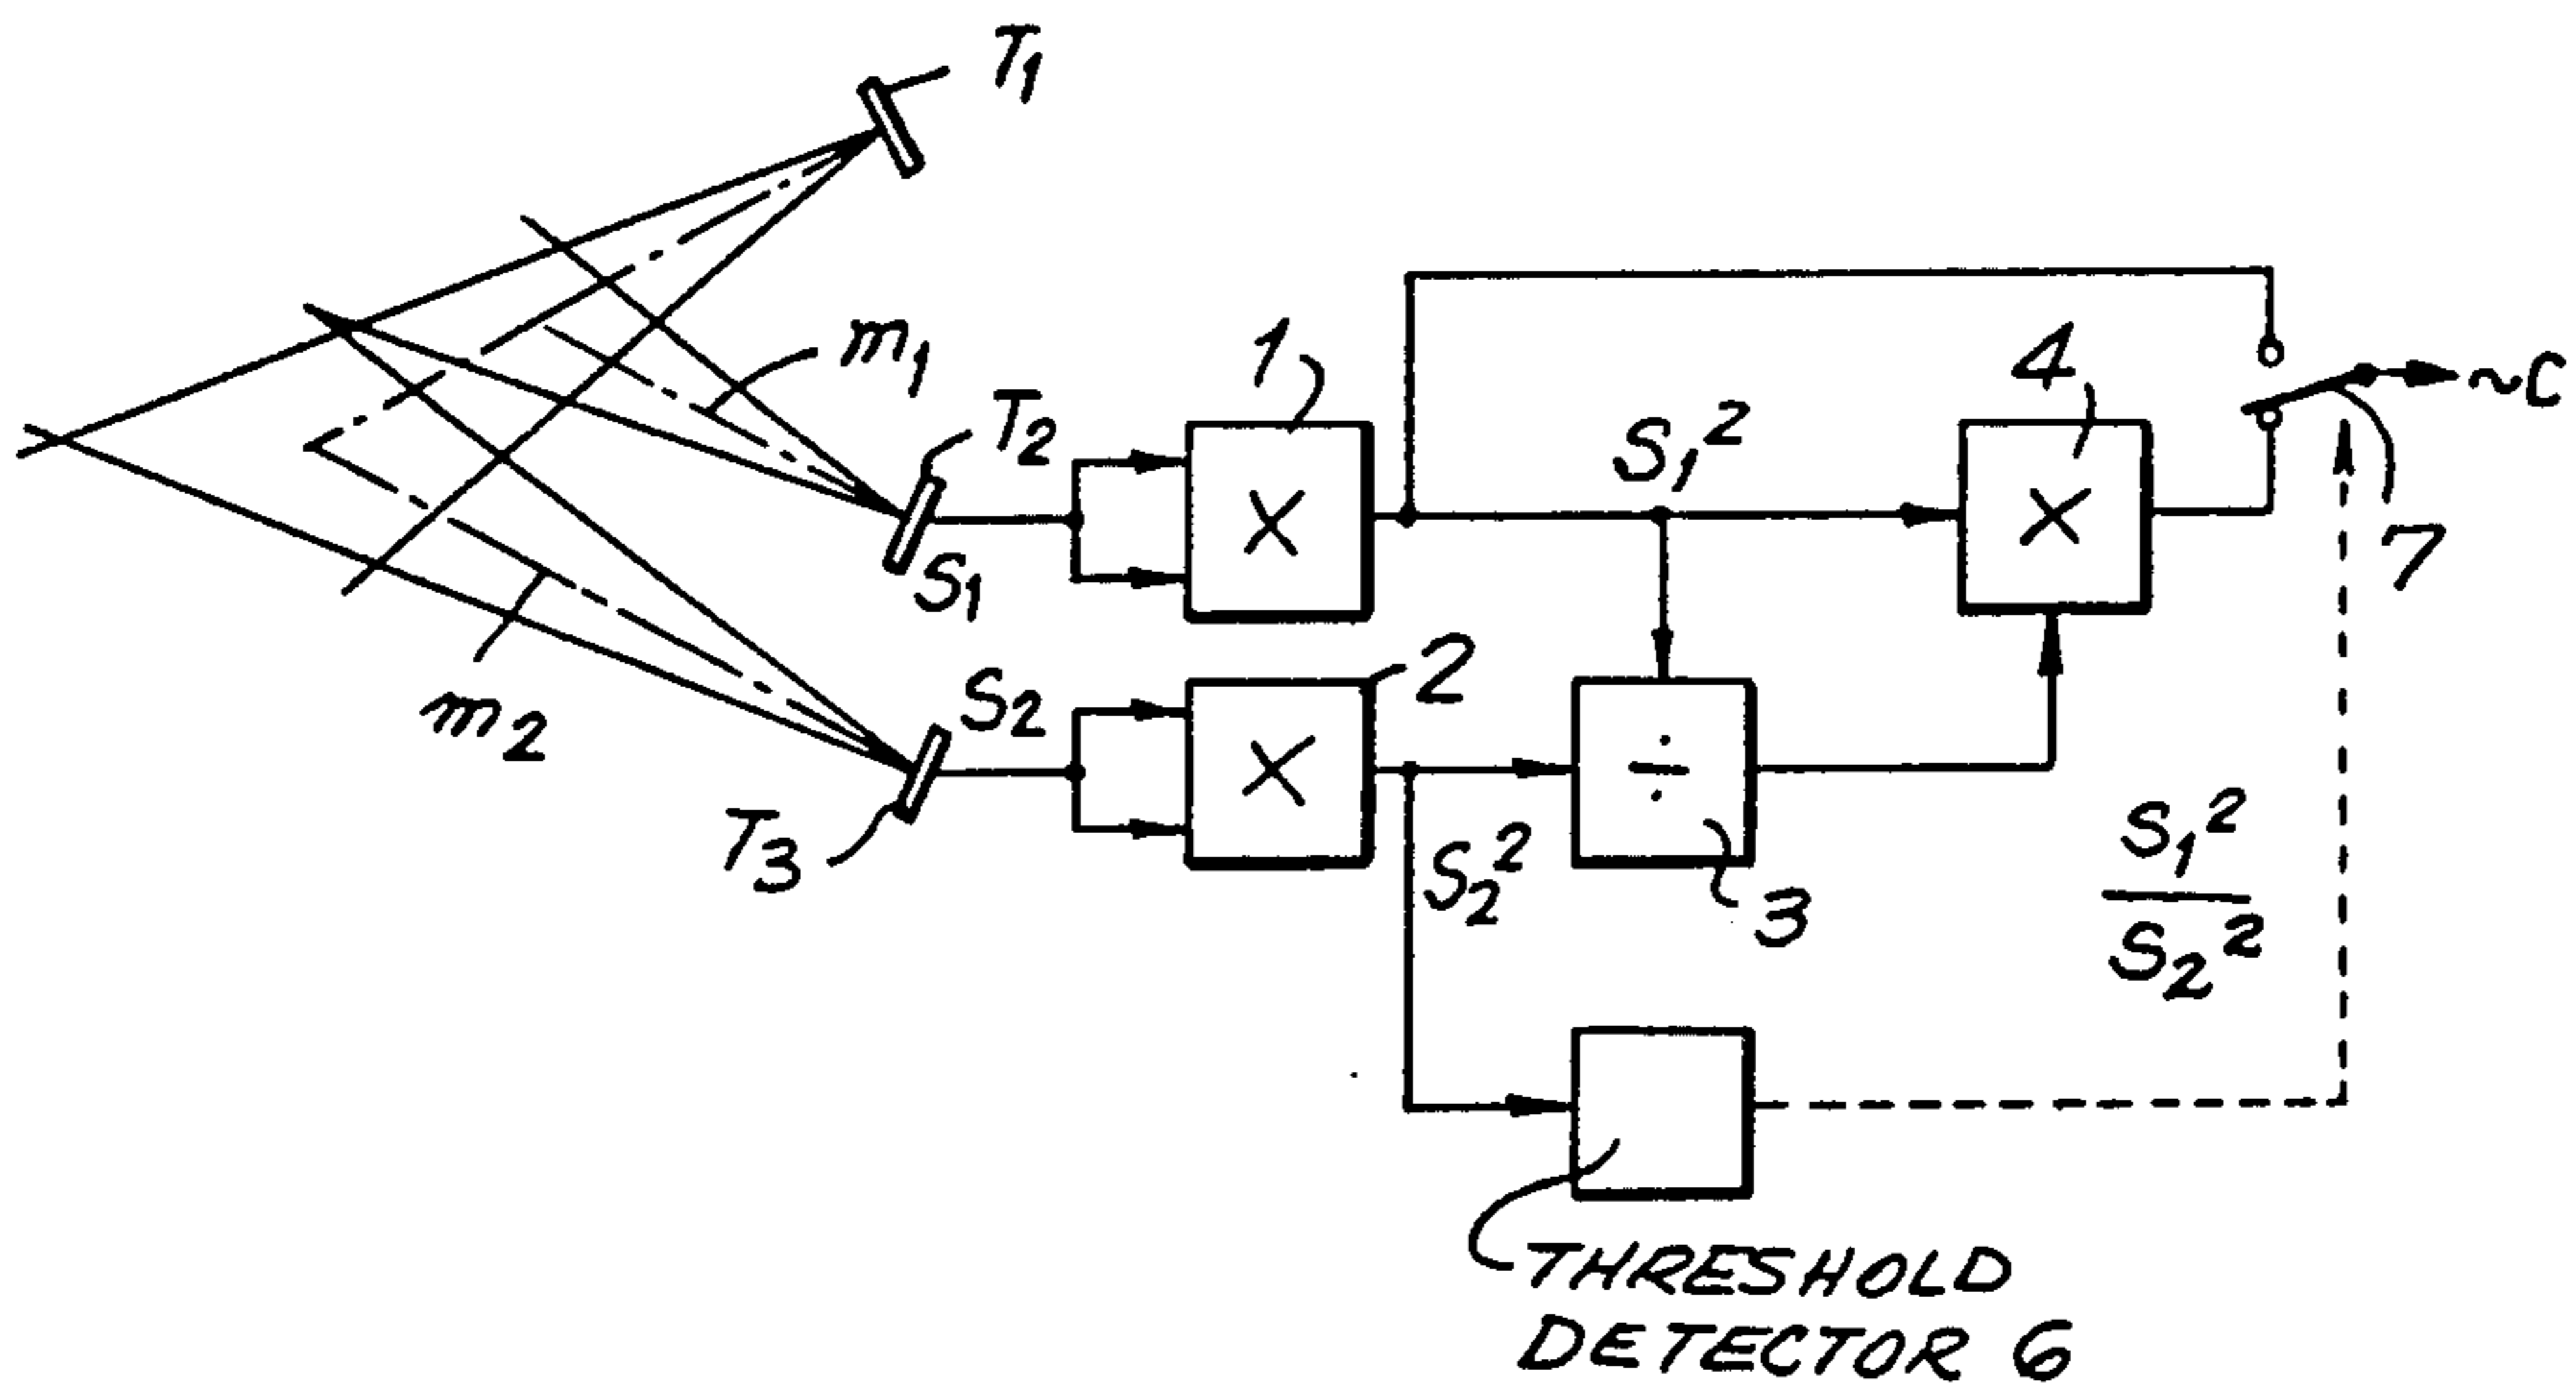 T1
m1
T2
1
S1²
4
~C
S1
7
S2
2
m2
T3
S2²
3
S1²
S2²
THRESHOLD
DETECTOR 6